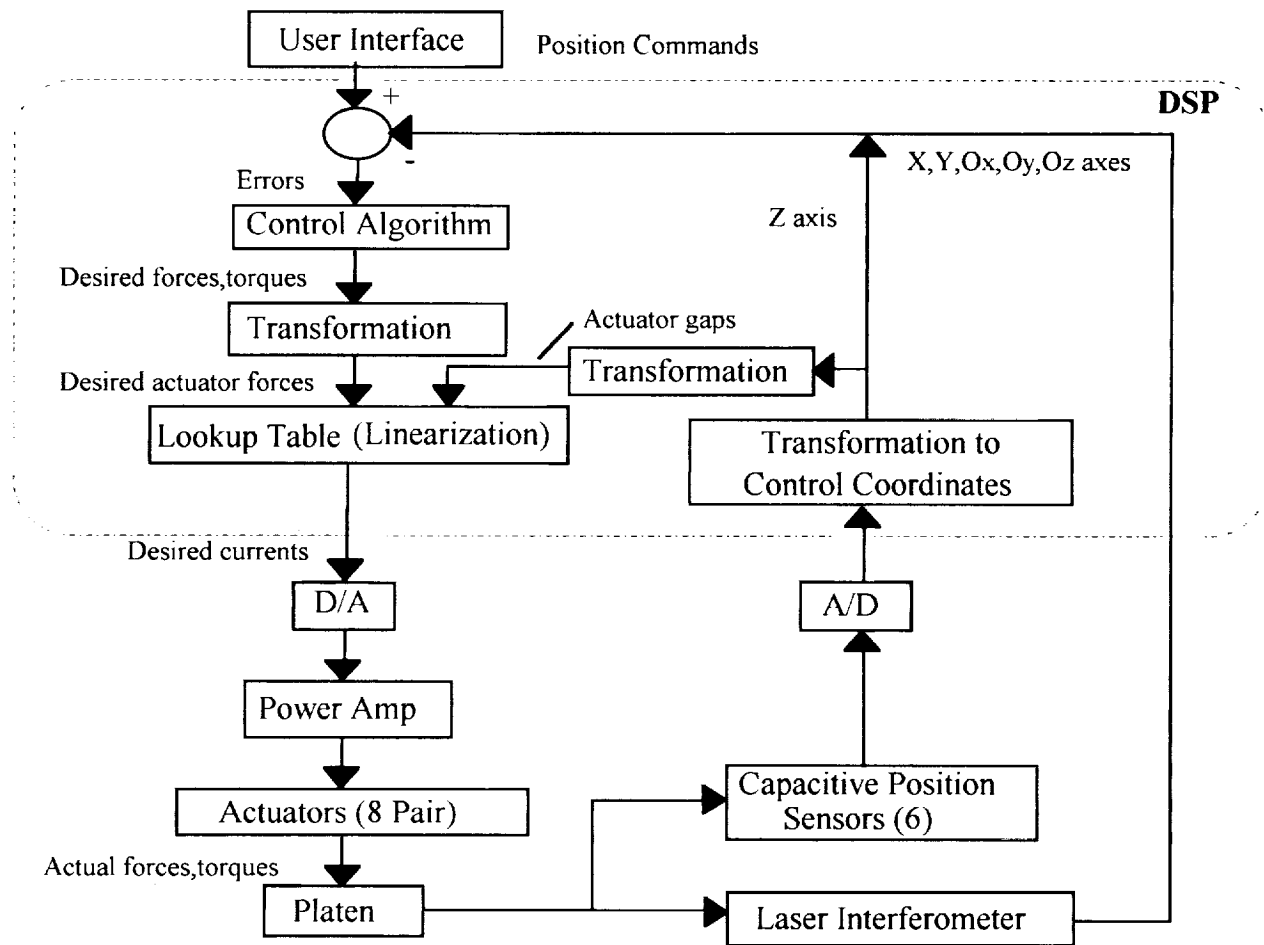 User Interface
Position Commands
+
DSP
-
X,Y,Ox,Oy,Oz axes
Errors
Control Algorithm
Z axis
Desired forces,torques
Transformation
Actuator gaps
Transformation
Desired actuator forces
Lookup Table (Linearization)
Transformation to
Control Coordinates
Desired currents
D/A
A/D
Power Amp
Capacitive Position
Sensors (6)
Actuators (8 Pair)
Actual forces,torques
Platen
Laser Interferometer